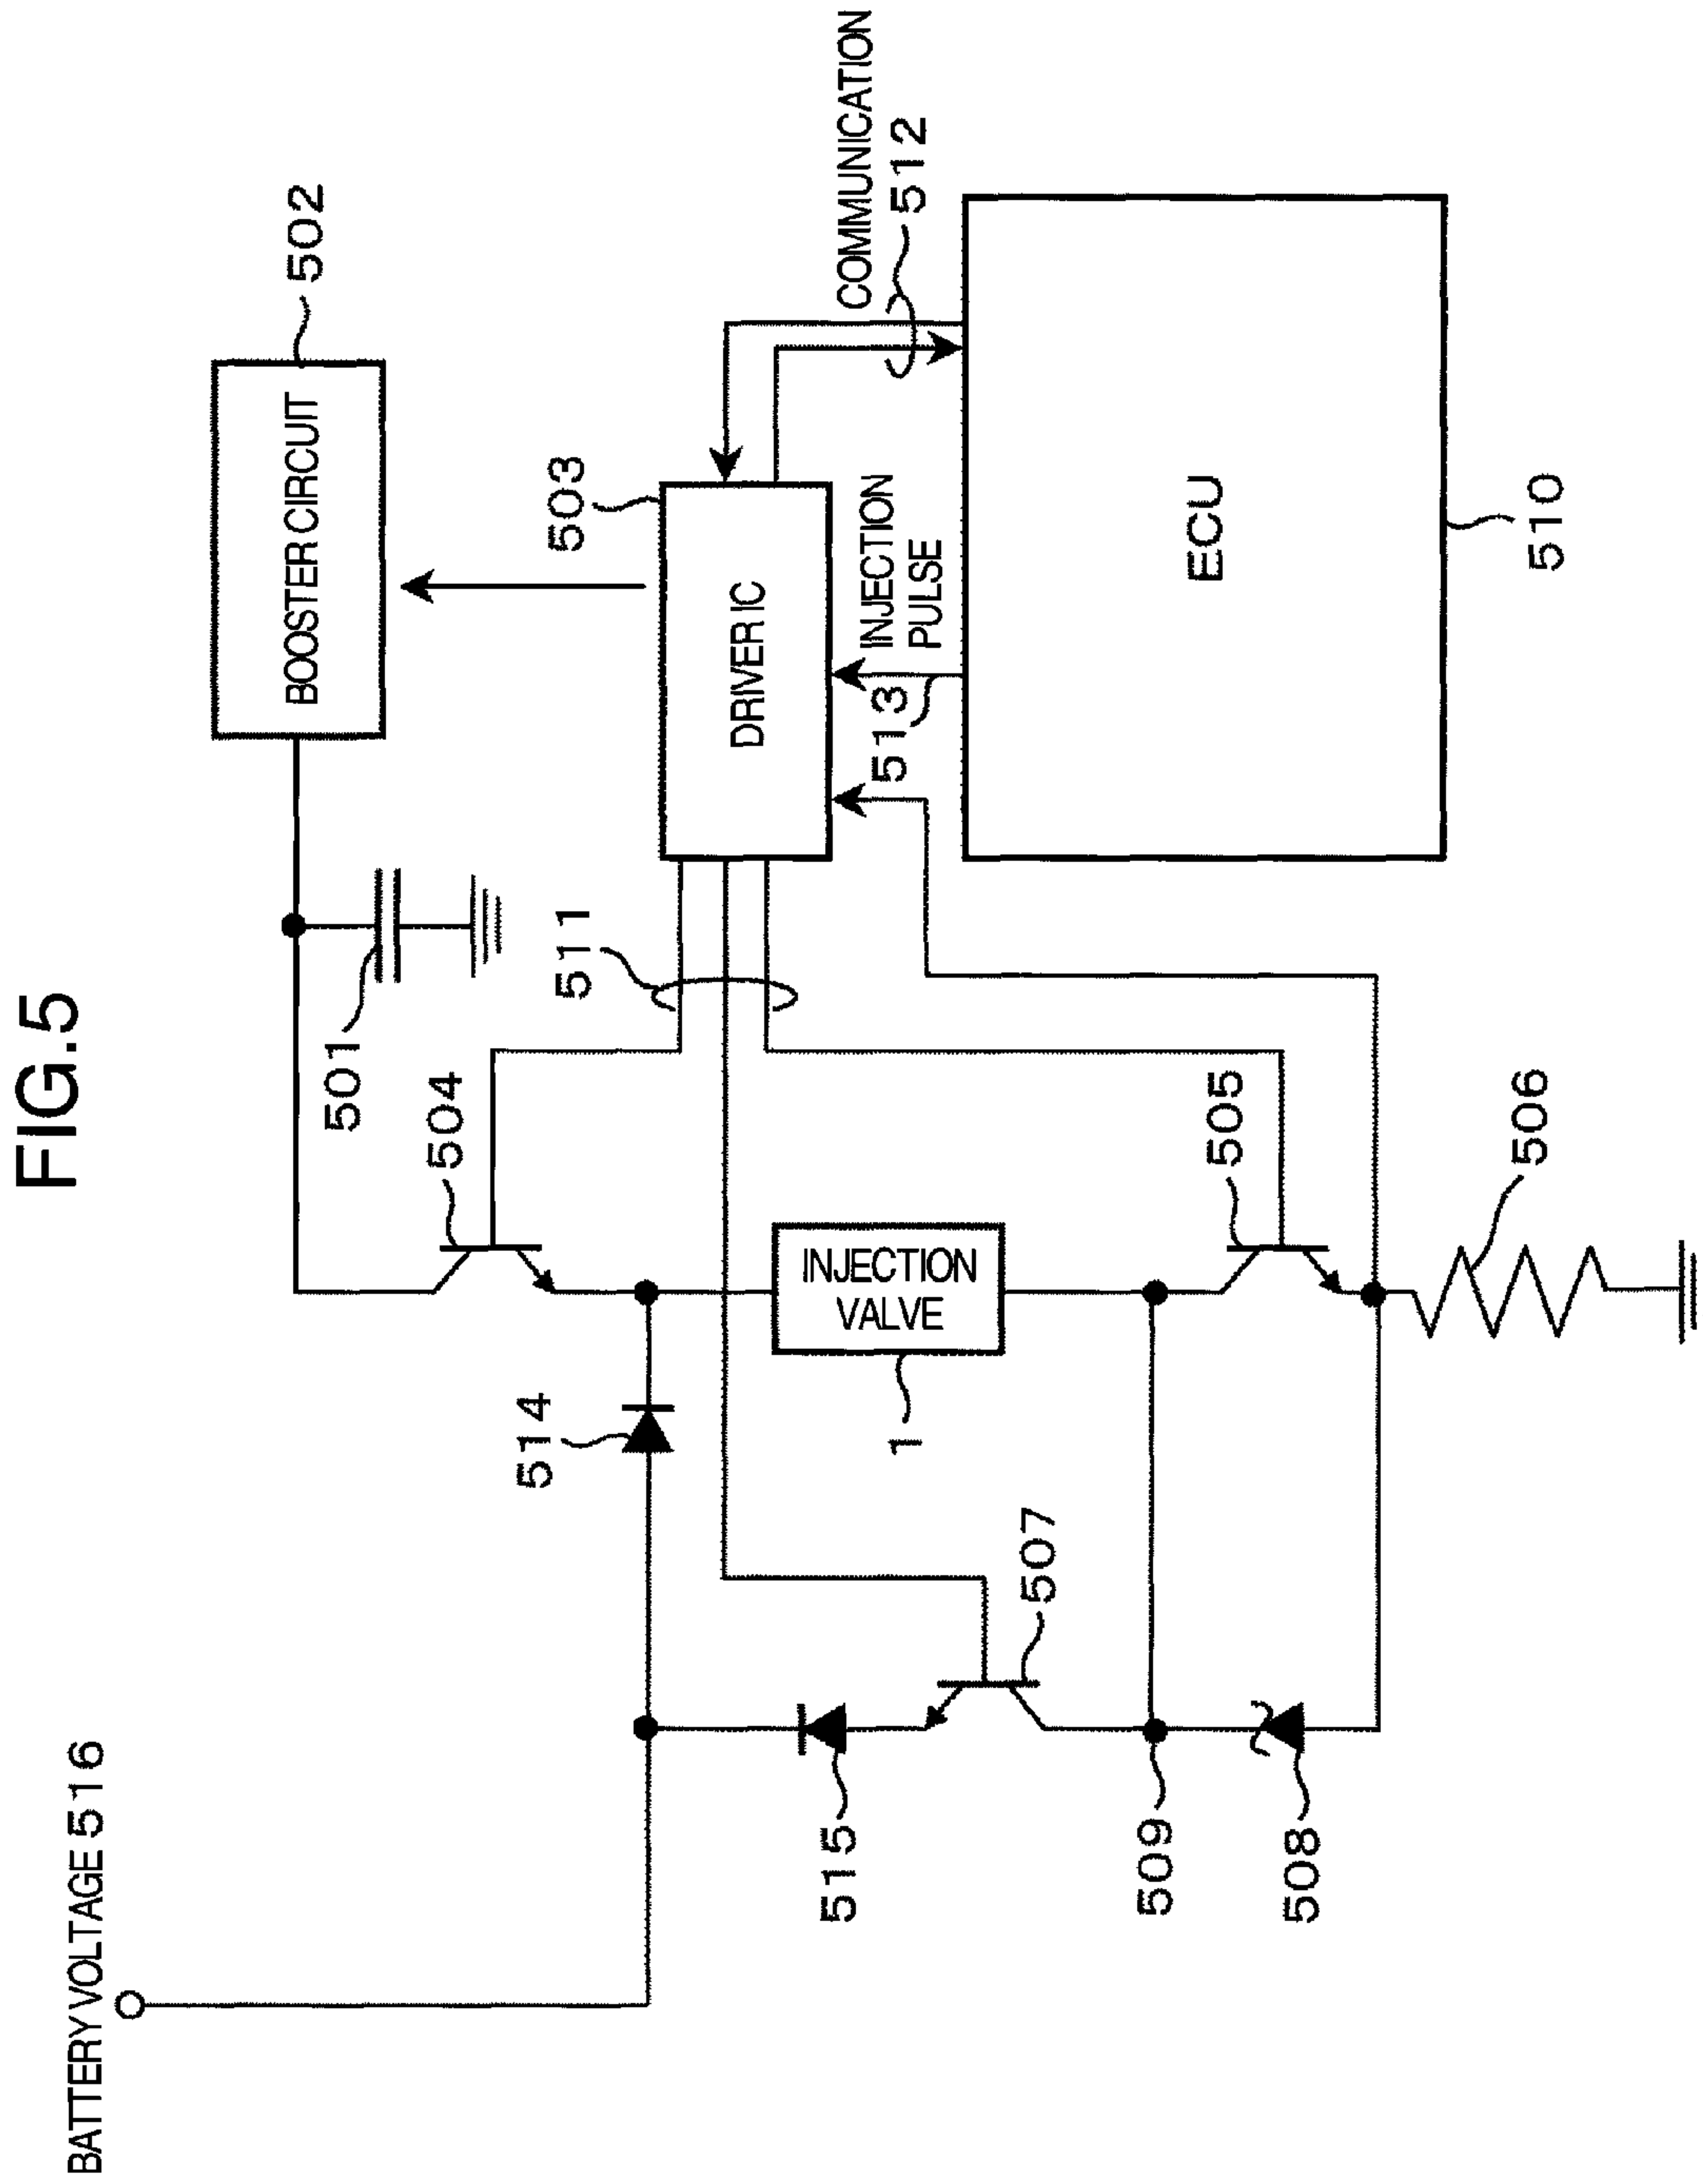 FIG.5
BATTERY VOLTAGE 516
BOOSTER CIRCUIT
502
501
504
514
503
DRIVER IC
511
COMMUNICATION
512
INJECTION
PULSE
513
INJECTION
VALVE
1
515
507
ECU
510
505
509
508
506